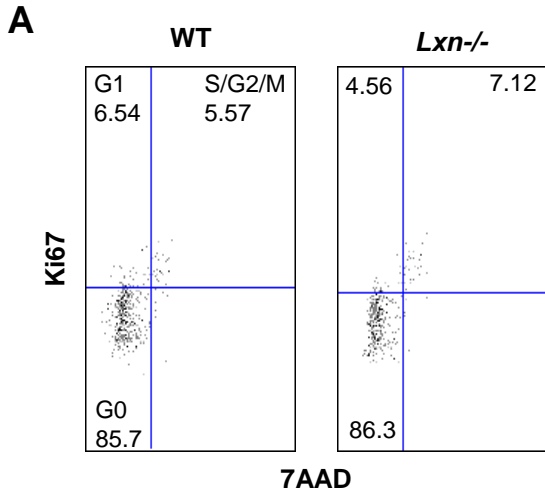 A
WT
Lxn-/-
G1
6.54
S/G2/M
5.57
4.56
7.12
Ki67
G0
85.7
86.3
7AAD